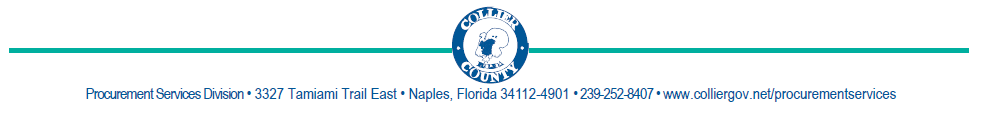 COLLIER
COUNTY
Procurement Services Division • 3327 Tamiami Trail East • Naples, Florida 34112-4901 • 239-252-8407 • www.colliergov.net/procurementservices